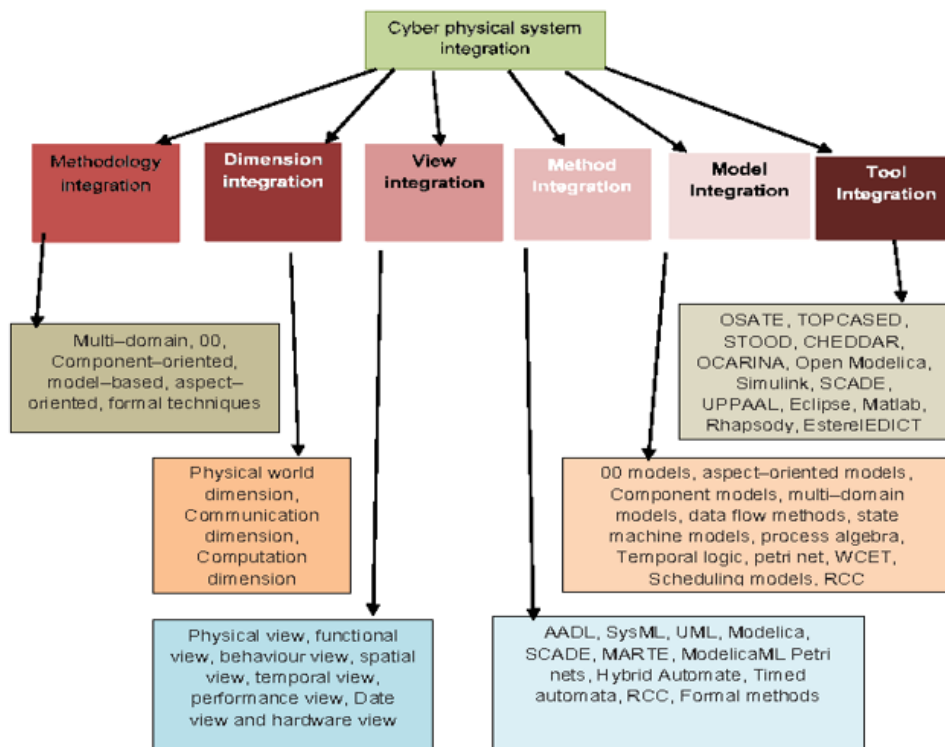 Cyber physical system
integration
Methodology
integration
Dimension
integration
View
integration
Method
Integration
Model
Integration
Tool
Integration
Multi–domain, 00,
Component–oriented,
model–based, aspect–
oriented, formal techniques
OSATE, TOPCASED,
STOOD, CHEDDAR,
OCARINA, Open Modelica,
Simulink, SCADE,
UPPAAL, Eclipse, Matlab,
Rhapsody, EsterelEDICT
Physical world
dimension,
Communication
dimension,
Computation
dimension
00 models, aspect–oriented models,
Component models, multi–domain
models, data flow methods, state
machine models, process algebra,
Temporal logic, petri net, WCET,
Scheduling models, RCC
Physical view, functional
view, behaviour view, spatial
view, temporal view,
performance view, Date
view and hardware view
AADL, SysML, UML, Modelica,
SCADE, MARTE, ModelicaML Petri
nets, Hybrid Automate, Timed
automata, RCC, Formal methods